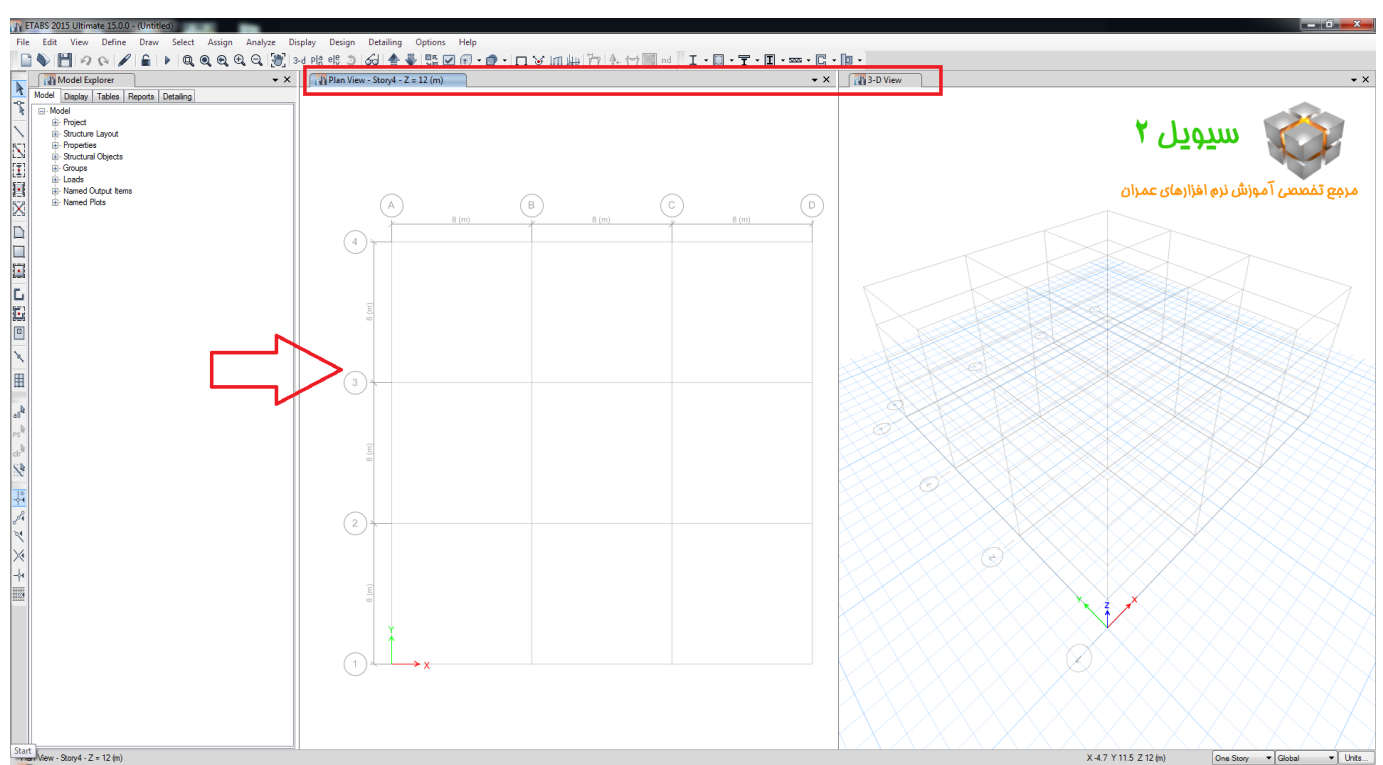 ETABS 2015 Ultimate 15.0.0 - (Untitled)
File Edit View Define Draw Select Assign Analyze Display Design Detailing Options Help
3-d nd
Model Explorer
Plan View - Story4 - Z = 12 (m)
3-D View
Model Display Tables Reports Detailing
Model
Project
Structure Layout
Properties
Structural Objects
Groups
Loads
Named Output Items
Named Plots
all
A B C D
8 (m) 8 (m) 8 (m)
4
8 (m)
3
8 (m)
2
8 (m)
1
Y
X
سیویل ۲
مرجع تخصصی آموزش نرم افزارهای عمران
Y Z X
Start
View - Story4 - Z = 12 (m)
X -4.7 Y 11.5 Z 12 (m)
One Story
Global
Units...